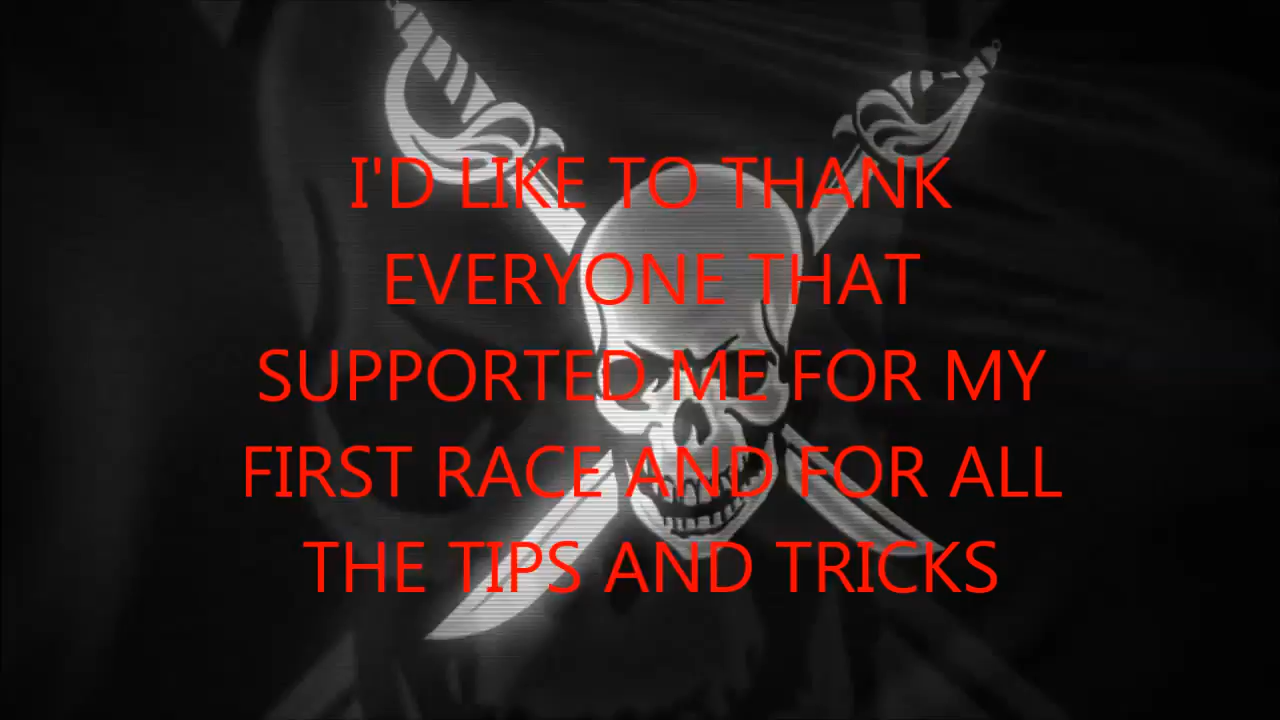 I'D LIKE TO THANK
EVERYONE THAT
SUPPORTED ME FOR MY
FIRST RACE AND FOR ALL
THE TIPS AND TRICKS